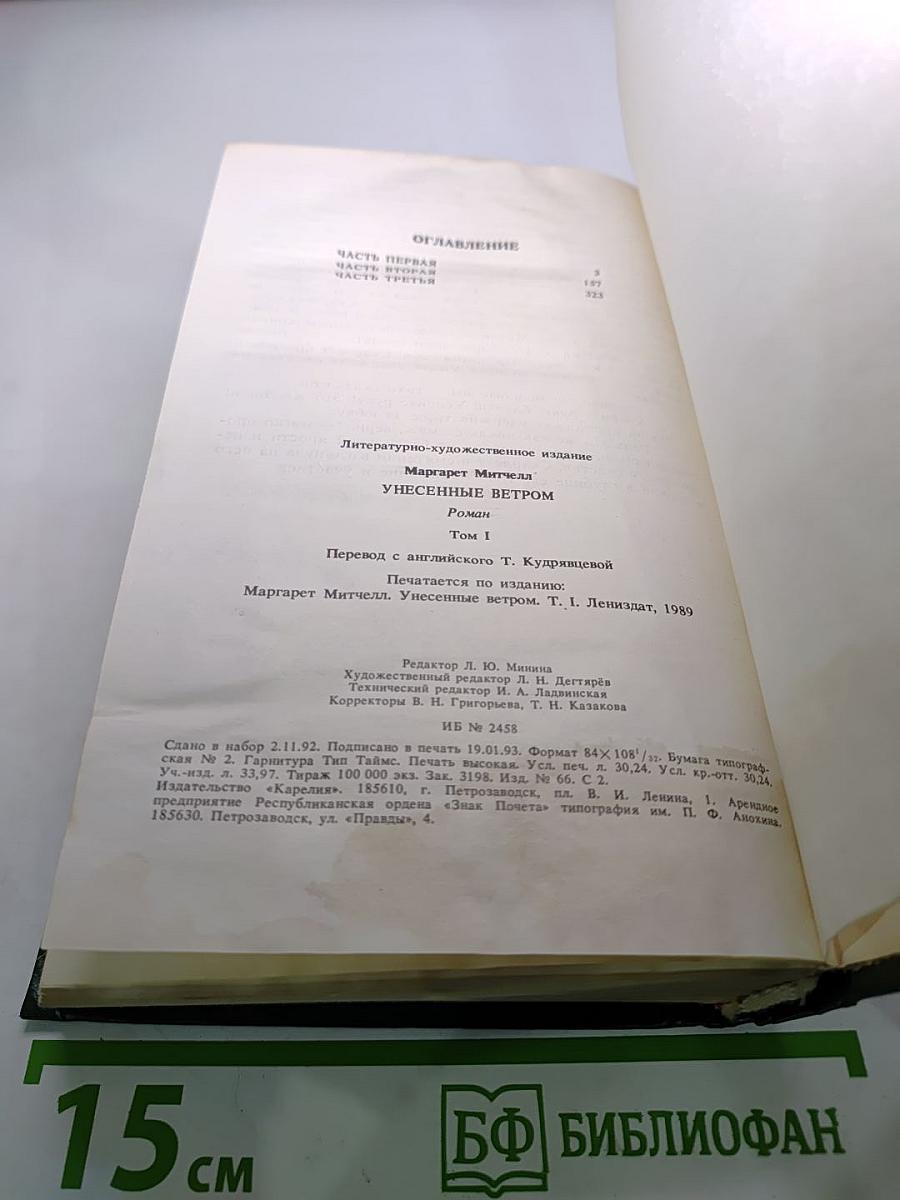 ОГЛАВЛЕНИЕ
ЧАСТЬ ПЕРВАЯ 5
ЧАСТЬ ВТОРАЯ 157
ЧАСТЬ ТРЕТЬЯ 323
Литературно-художественное издание
Маргарет Митчелл
УНЕСЕННЫЕ ВЕТРОМ
Роман
Том I
Перевод с английского Т. Кудрявцевой
Печатается по изданию:
Маргарет Митчелл. Унесенные ветром. Т. I. Лениздат, 1989
Редактор Л. Ю. Минина
Художественный редактор Л. Н. Дегтярёв
Технический редактор И. А. Ладвинская
Корректоры В. Н. Григорьева, Т. Н. Казакова
ИБ № 2458
Сдано в набор 2.11.92. Подписано в печать 19.01.93. Формат 84×108¹/₃₂. Бумага типограф-
ская № 2. Гарнитура Тип Таймс. Печать высокая. Усл. печ. л. 30,24. Усл. кр.-отт. 30,24.
Уч.-изд. л. 33,97. Тираж 100 000 экз. Зак. 3198. Изд. № 66. С 2.
Издательство «Карелия». 185610, г. Петрозаводск, пл. В. И. Ленина, 1. Арендное
предприятие Республиканская ордена «Знак Почета» типография им. П. Ф. Анохина.
185630. Петрозаводск, ул. «Правды», 4.
15 см
БФ БИБЛИОФАН